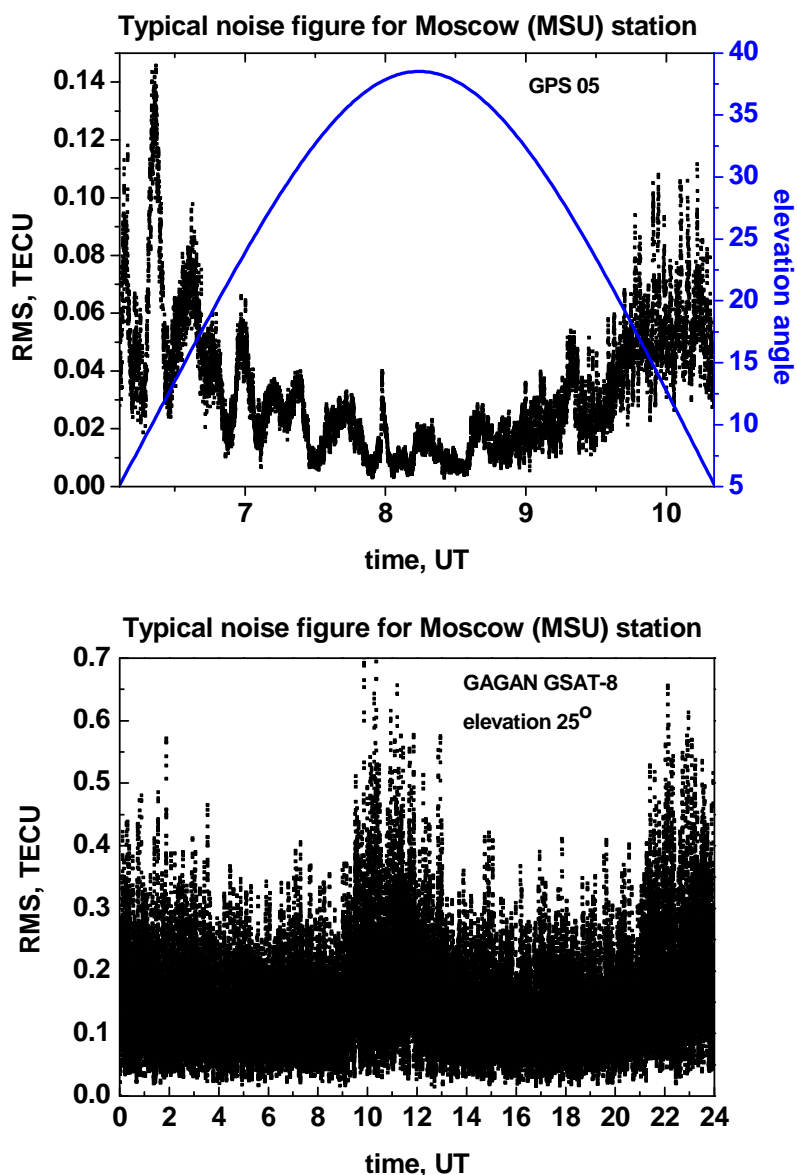 Typical noise figure for Moscow (MSU) station
GPS 05
0.14
0.12
0.10
0.08
0.06
0.04
0.02
0.00
RMS, TECU
40
35
30
25
20
15
10
5
elevation angle
7 8 9 10
time, UT
Typical noise figure for Moscow (MSU) station
GAGAN GSAT-8
elevation 25°
0.7
0.6
0.5
0.4
0.3
0.2
0.1
0.0
RMS, TECU
0 2 4 6 8 10 12 14 16 18 20 22 24
time, UT